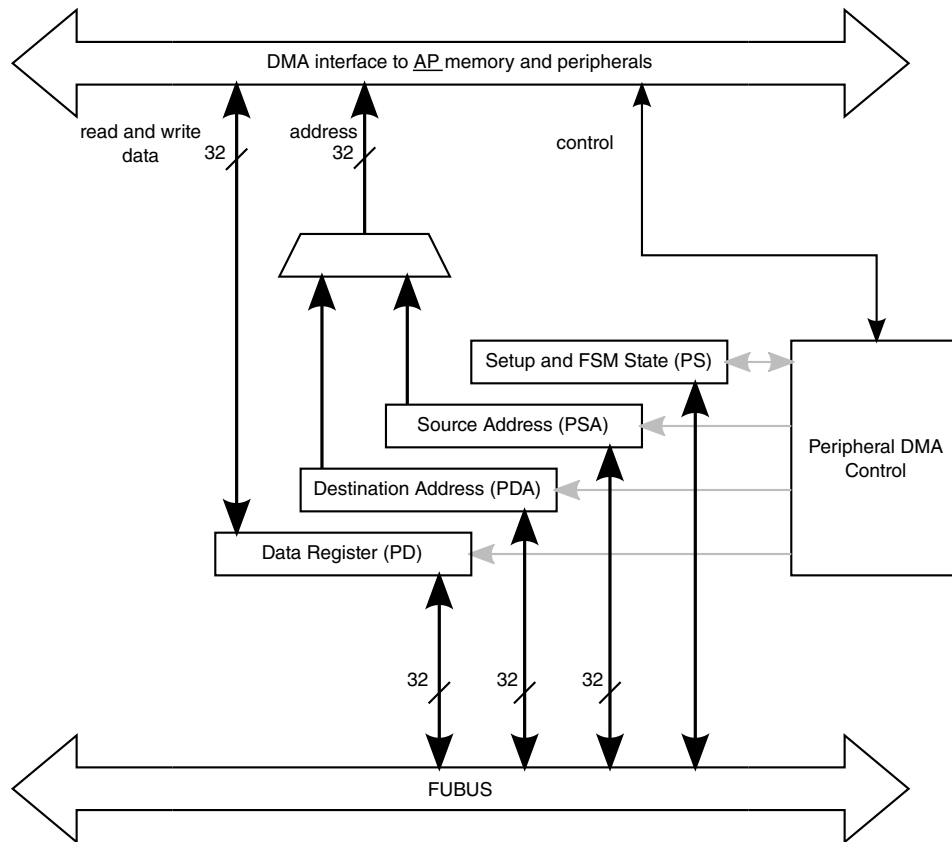 DMA interface to AP memory and peripherals
read and write
data
32
address
32
control
Setup and FSM State (PS)
Source Address (PSA)
Peripheral DMA
Control
Destination Address (PDA)
Data Register (PD)
32
32
32
FUBUS